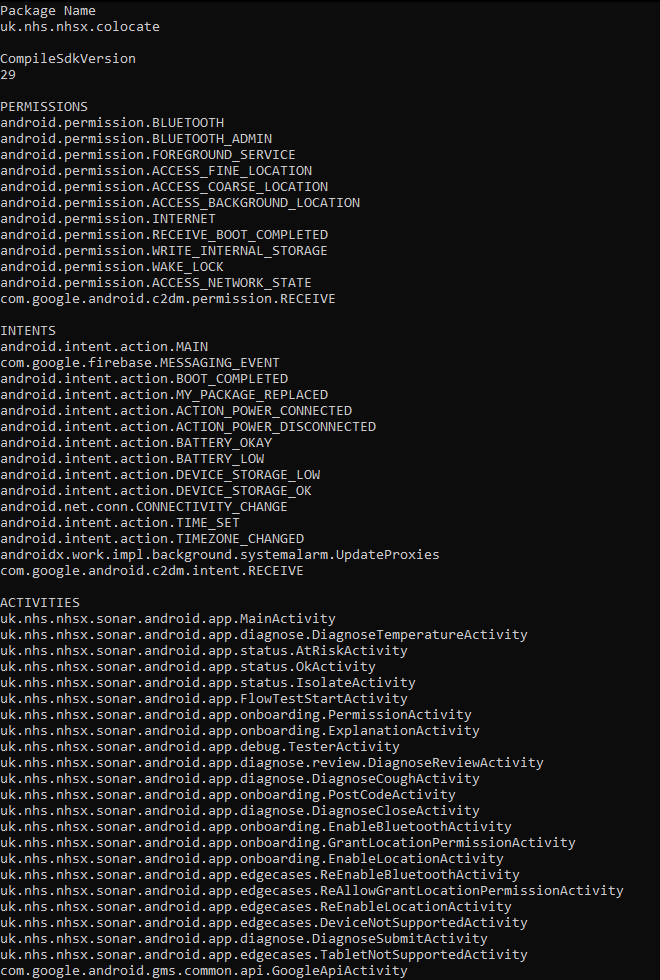 Package Name
uk.nhs.nhsx.colocate
CompileSdkVersion
29
PERMISSIONS
android.permission.BLUETOOTH
android.permission.BLUETOOTH_ADMIN
android.permission.FOREGROUND_SERVICE
android.permission.ACCESS_FINE_LOCATION
android.permission.ACCESS_COARSE_LOCATION
android.permission.ACCESS_BACKGROUND_LOCATION
android.permission.INTERNET
android.permission.RECEIVE_BOOT_COMPLETED
android.permission.WRITE_INTERNAL_STORAGE
android.permission.WAKE_LOCK
android.permission.ACCESS_NETWORK_STATE
com.google.android.c2dm.permission.RECEIVE
INTENTS
android.intent.action.MAIN
com.google.firebase.MESSAGING_EVENT
android.intent.action.BOOT_COMPLETED
android.intent.action.MY_PACKAGE_REPLACED
android.intent.action.ACTION_POWER_CONNECTED
android.intent.action.ACTION_POWER_DISCONNECTED
android.intent.action.BATTERY_OKAY
android.intent.action.BATTERY_LOW
android.intent.action.DEVICE_STORAGE_LOW
android.intent.action.DEVICE_STORAGE_OK
android.net.conn.CONNECTIVITY_CHANGE
android.intent.action.TIME_SET
android.intent.action.TIMEZONE_CHANGED
androidx.work.impl.background.systemalarm.UpdateProxies
com.google.android.c2dm.intent.RECEIVE
ACTIVITIES
uk.nhs.nhsx.sonar.android.app.MainActivity
uk.nhs.nhsx.sonar.android.app.diagnose.DiagnoseTemperatureActivity
uk.nhs.nhsx.sonar.android.app.status.AtRiskActivity
uk.nhs.nhsx.sonar.android.app.status.OkActivity
uk.nhs.nhsx.sonar.android.app.status.IsolateActivity
uk.nhs.nhsx.sonar.android.app.FlowTestStartActivity
uk.nhs.nhsx.sonar.android.app.onboarding.PermissionActivity
uk.nhs.nhsx.sonar.android.app.onboarding.ExplanationActivity
uk.nhs.nhsx.sonar.android.app.debug.TesterActivity
uk.nhs.nhsx.sonar.android.app.diagnose.review.DiagnoseReviewActivity
uk.nhs.nhsx.sonar.android.app.diagnose.DiagnoseCoughActivity
uk.nhs.nhsx.sonar.android.app.onboarding.PostCodeActivity
uk.nhs.nhsx.sonar.android.app.diagnose.DiagnoseCloseActivity
uk.nhs.nhsx.sonar.android.app.onboarding.EnableBluetoothActivity
uk.nhs.nhsx.sonar.android.app.onboarding.GrantLocationPermissionActivity
uk.nhs.nhsx.sonar.android.app.onboarding.EnableLocationActivity
uk.nhs.nhsx.sonar.android.app.edgecases.ReEnableBluetoothActivity
uk.nhs.nhsx.sonar.android.app.edgecases.ReAllowGrantLocationPermissionActivity
uk.nhs.nhsx.sonar.android.app.edgecases.ReEnableLocationActivity
uk.nhs.nhsx.sonar.android.app.edgecases.DeviceNotSupportedActivity
uk.nhs.nhsx.sonar.android.app.diagnose.DiagnoseSubmitActivity
uk.nhs.nhsx.sonar.android.app.edgecases.TabletNotSupportedActivity
com.google.android.gms.common.api.GoogleApiActivity